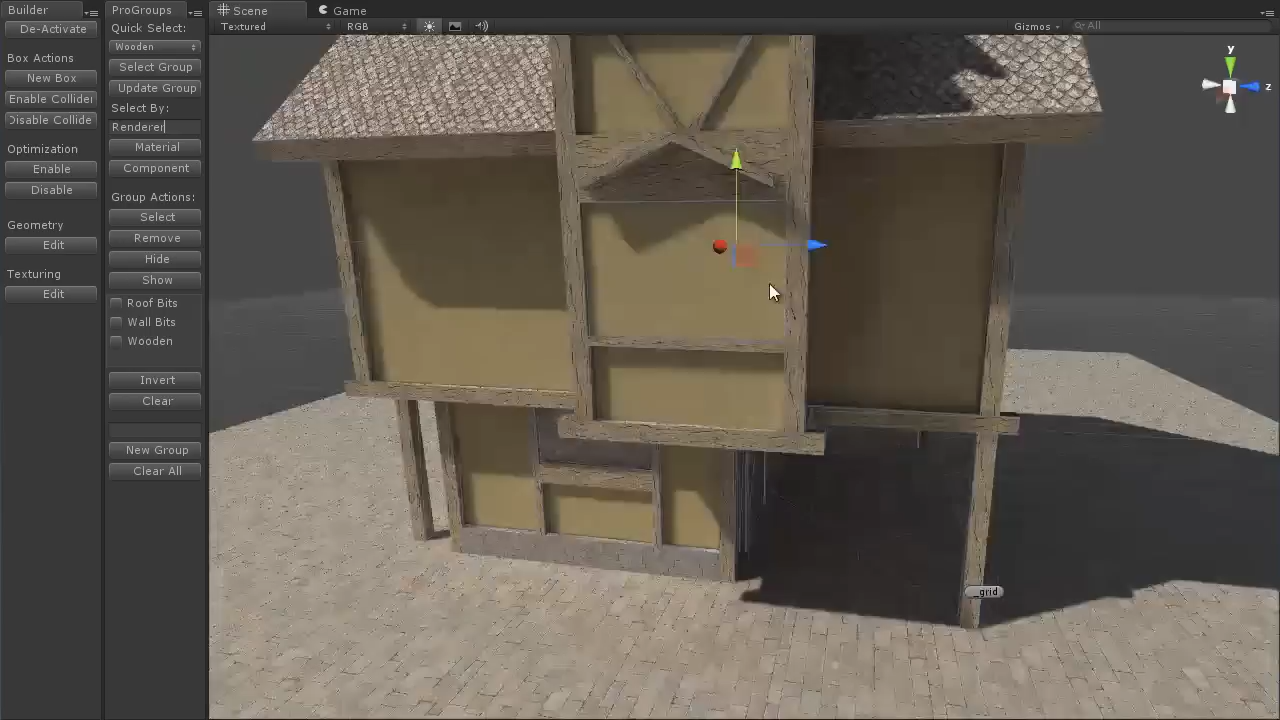 Builder
De-Activate
Box Actions
New Box
Enable Collider
Disable Collide
Optimization
Enable
Disable
Geometry
Edit
Texturing
Edit
ProGroups
Quick Select:
Wooden
Select Group
Update Group
Select By:
Renderer
Material
Component
Group Actions:
Select
Remove
Hide
Show
Roof Bits
Wall Bits
Wooden
Invert
Clear
New Group
Clear All
Scene
Game
Textured
RGB
Gizmos
All
y
z
_grid